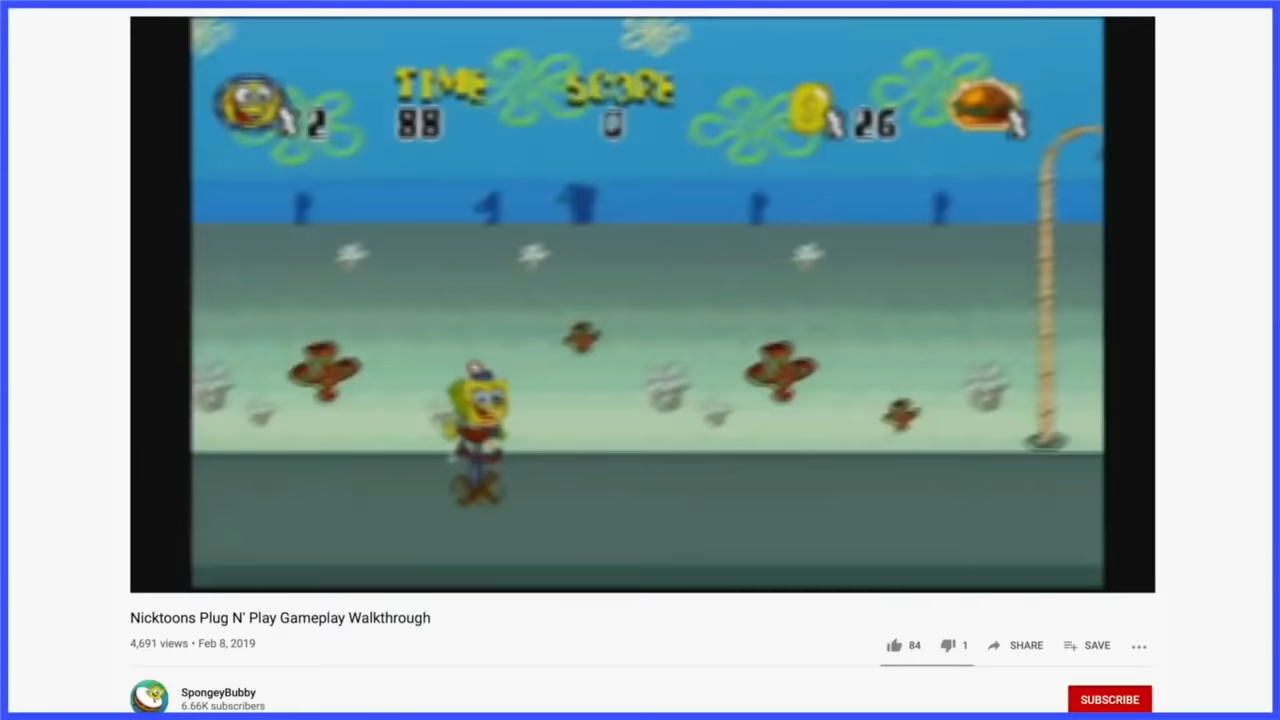 TIME SCORE
2 88 0 26
Nicktoons Plug N' Play Gameplay Walkthrough
4,691 views • Feb 8, 2019
84 1 SHARE SAVE
SpongeyBubby
6.66K subscribers
SUBSCRIBE